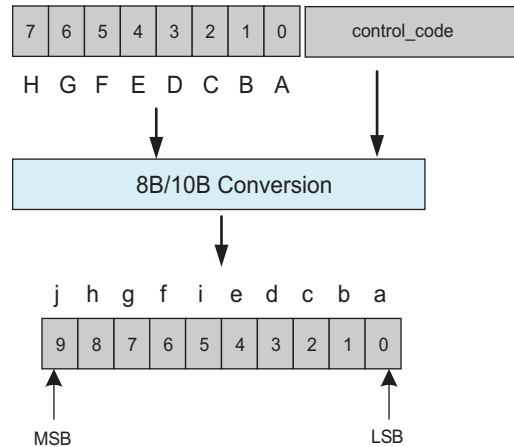 7 6 5 4 3 2 1 0 control_code
H G F E D C B A
8B/10B Conversion
j h g f i e d c b a
9 8 7 6 5 4 3 2 1 0
MSB LSB